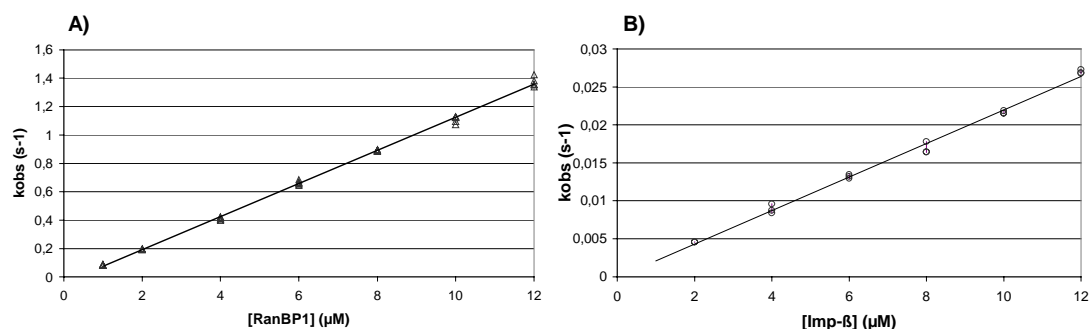 A)
1,6
1,4
1,2
1
0,8
0,6
0,4
0,2
0
0 2 4 6 8 10 12
kobs (s-1)
[RanBP1] (µM)
B)
0,03
0,025
0,02
0,015
0,01
0,005
0
0 2 4 6 8 10 12
kobs (s-1)
[Imp-ß] (µM)